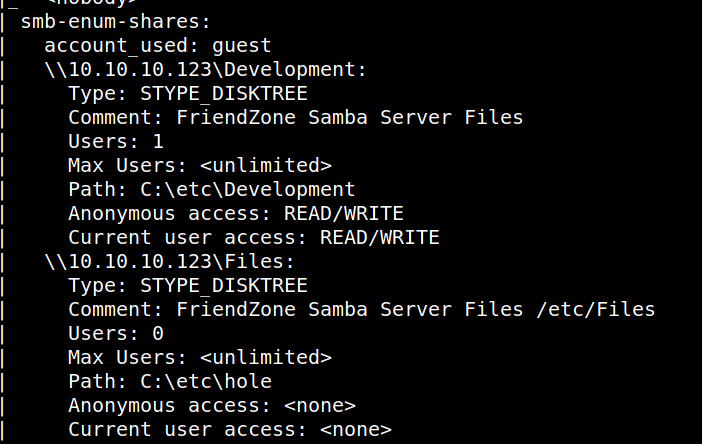 |_ <nobody>
| smb-enum-shares:
|   account_used: guest
|   \\10.10.10.123\Development:
|     Type: STYPE_DISKTREE
|     Comment: FriendZone Samba Server Files
|     Users: 1
|     Max Users: <unlimited>
|     Path: C:\etc\Development
|     Anonymous access: READ/WRITE
|     Current user access: READ/WRITE
|   \\10.10.10.123\Files:
|     Type: STYPE_DISKTREE
|     Comment: FriendZone Samba Server Files /etc/Files
|     Users: 0
|     Max Users: <unlimited>
|     Path: C:\etc\hole
|     Anonymous access: <none>
|     Current user access: <none>